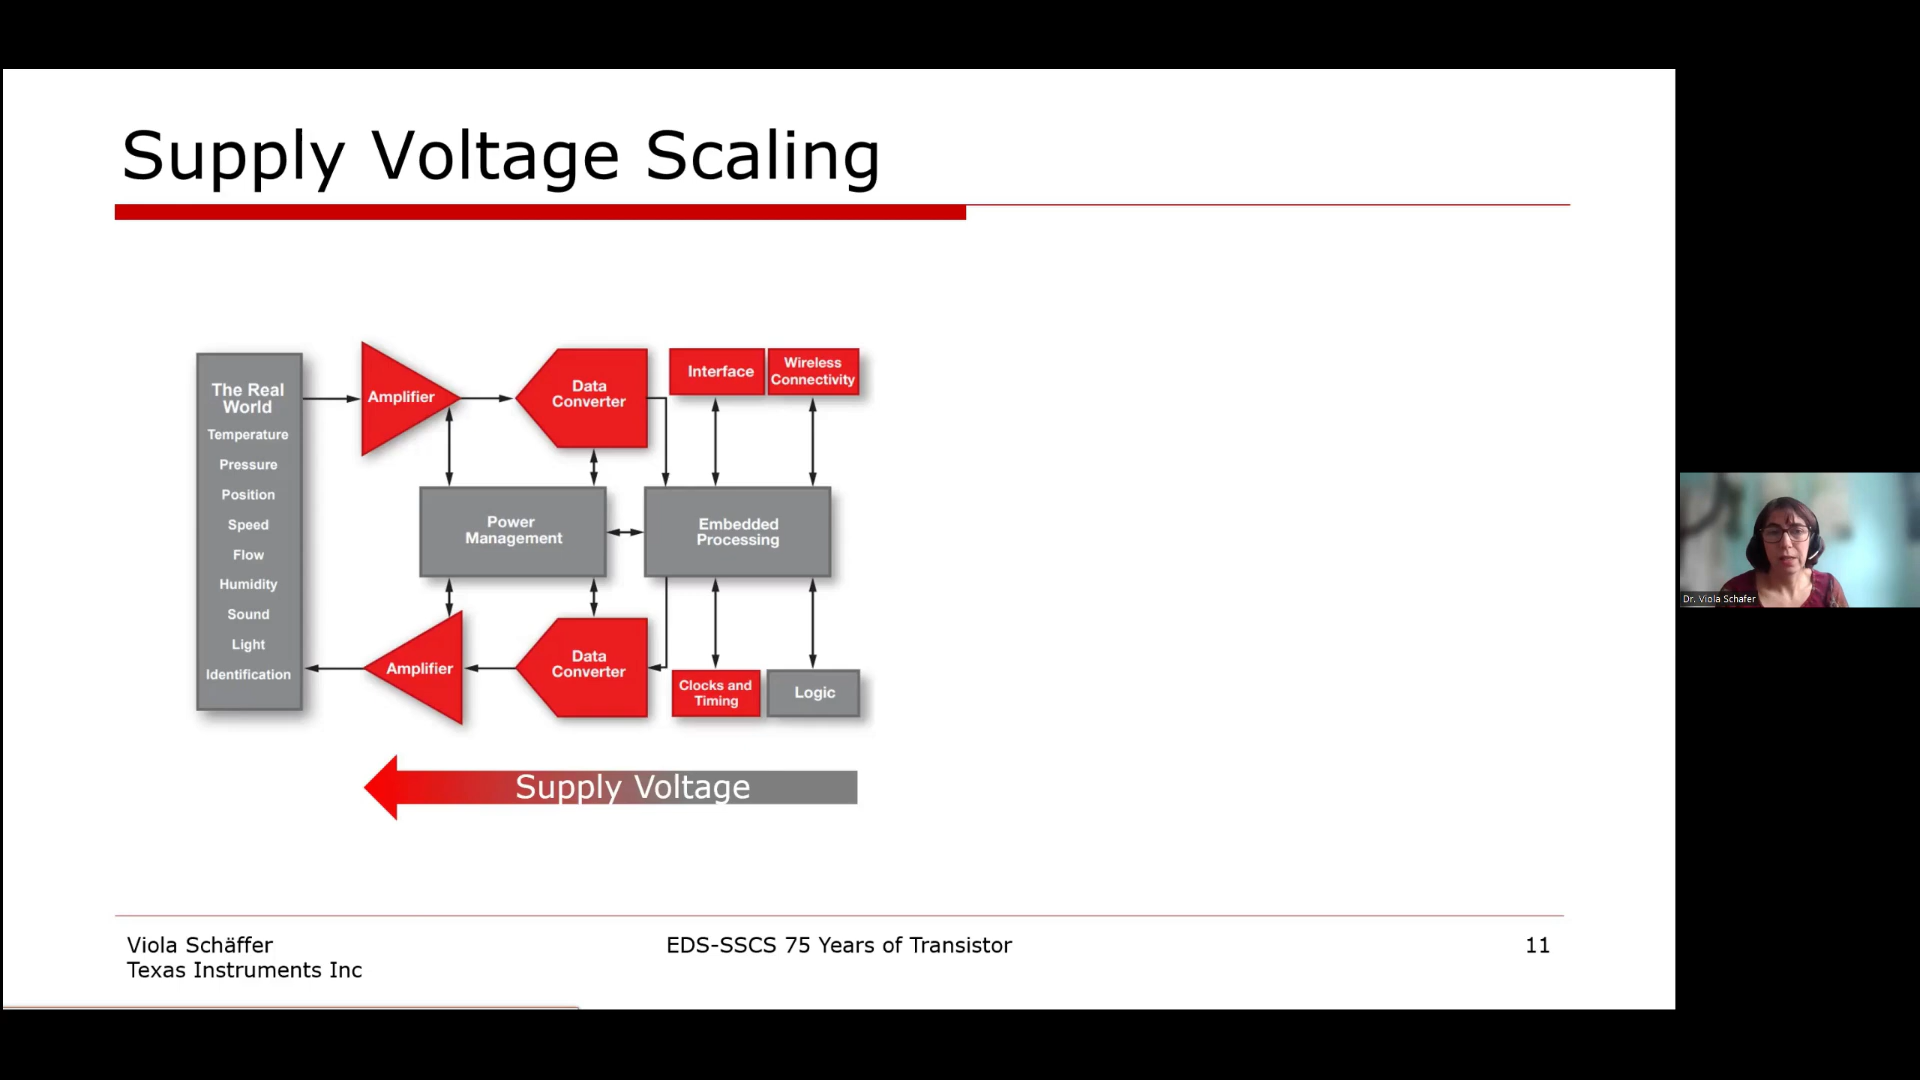 Supply Voltage Scaling
The Real
World
Temperature
Pressure
Position
Speed
Flow
Humidity
Sound
Light
Identification
Amplifier
Data
Converter
Interface
Wireless
Connectivity
Power
Management
Embedded
Processing
Amplifier
Data
Converter
Clocks and
Timing
Logic
Supply Voltage
Viola Schäffer
Texas Instruments Inc
EDS-SSCS 75 Years of Transistor
11
Dr. Viola Schafer